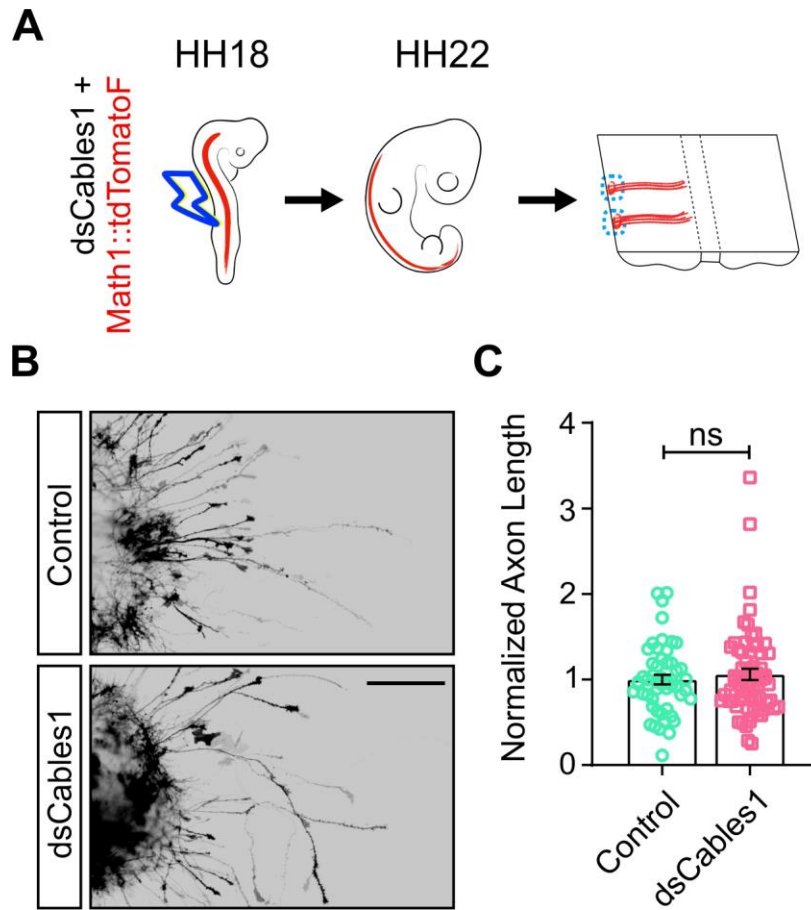 A
HH18
HH22
dsCables1 +
Math1::tdTomatoF
B
Control
dsCables1
C
Normalized Axon Length
4
3
2
1
0
ns
Control
dsCables1